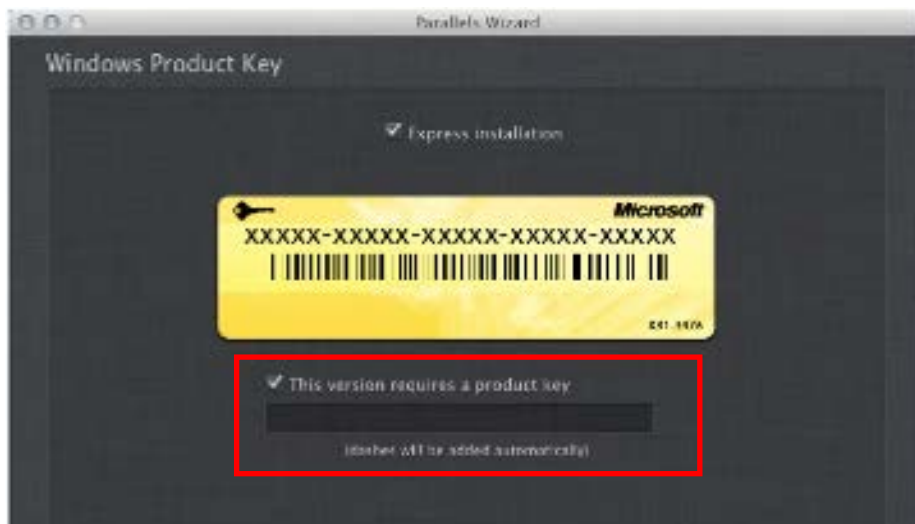 Parallels Wizard
Windows Product Key
Express installation
Microsoft
XXXXX-XXXXX-XXXXX-XXXXX-XXXXX
This version requires a product key
(dashes will be added automatically)